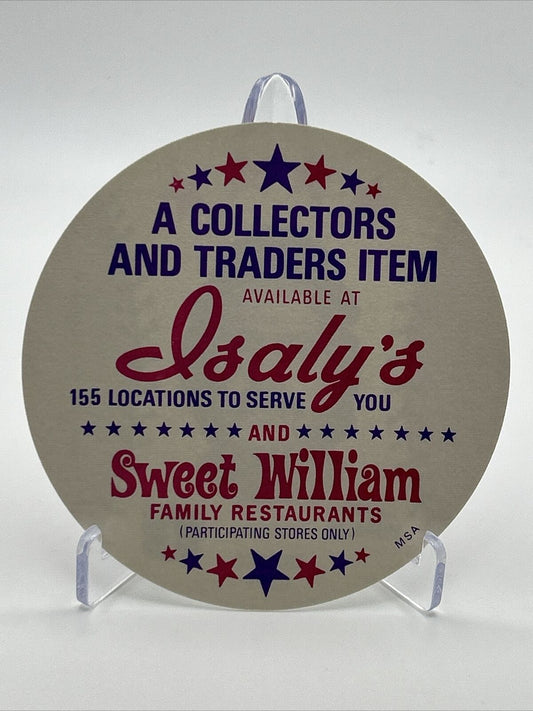 A COLLECTORS
AND TRADERS ITEM
AVAILABLE AT
Isaly's
155 LOCATIONS TO SERVE YOU
AND
Sweet William
FAMILY RESTAURANTS
(PARTICIPATING STORES ONLY)
MSA